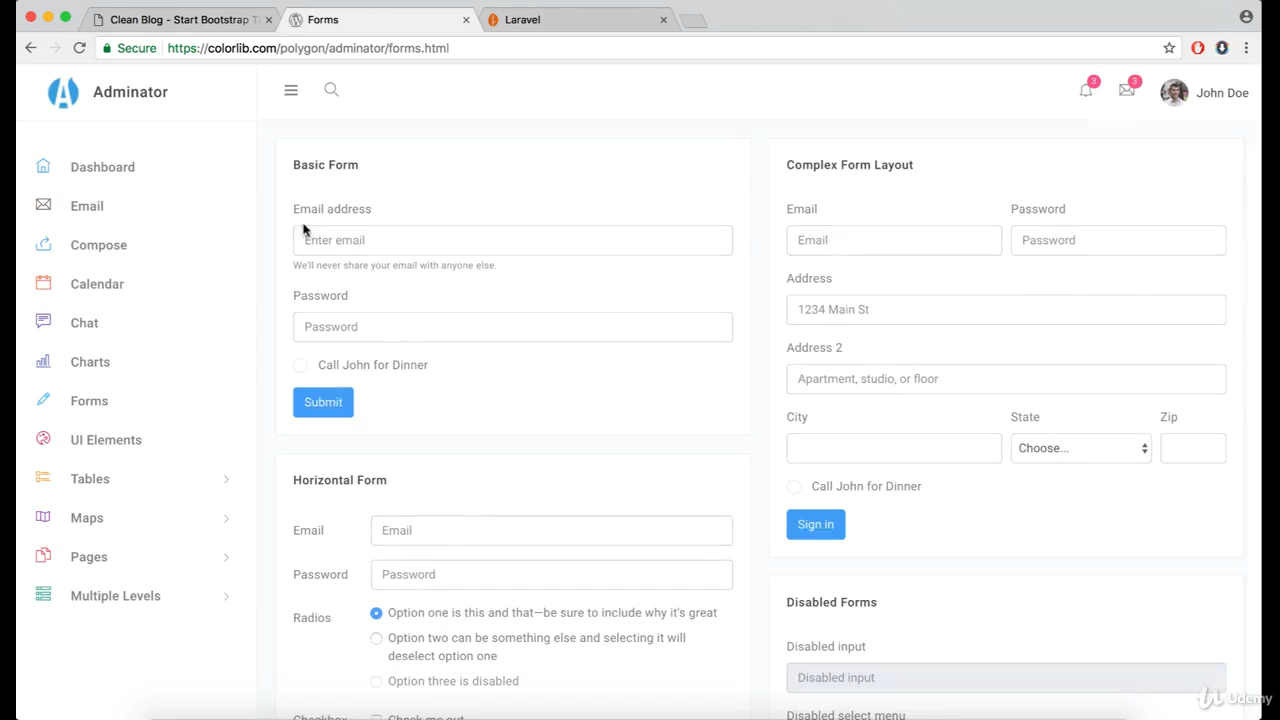 Clean Blog - Start Bootstrap T
Forms
Laravel
Secure
https://colorlib.com/polygon/adminator/forms.html
Adminator
3
3
John Doe
Dashboard
Email
Compose
Calendar
Chat
Charts
Forms
UI Elements
Tables
Maps
Pages
Multiple Levels
Basic Form
Email address
Enter email
We'll never share your email with anyone else.
Password
Password
Call John for Dinner
Submit
Horizontal Form
Email
Email
Password
Password
Radios
Option one is this and that—be sure to include why it's great
Option two can be something else and selecting it will
deselect option one
Option three is disabled
Checkbox
Check me out
Complex Form Layout
Email
Password
Email
Password
Address
1234 Main St
Address 2
Apartment, studio, or floor
City
State
Zip
Choose...
Call John for Dinner
Sign in
Disabled Forms
Disabled input
Disabled input
Disabled select menu
Udemy